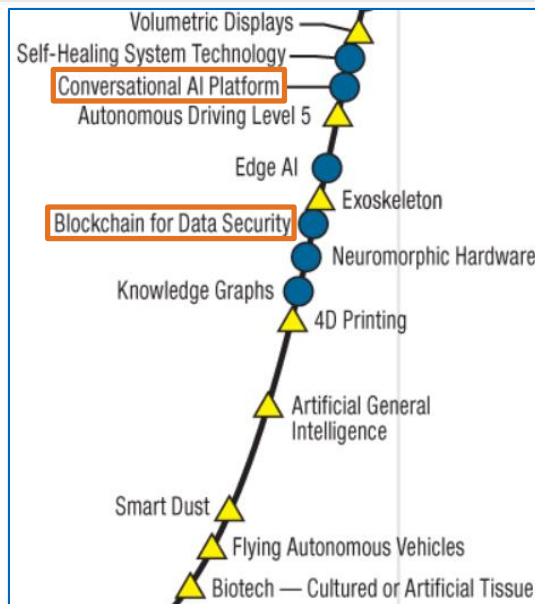 Volumetric Displays
Self-Healing System Technology
Conversational AI Platform
Autonomous Driving Level 5
Edge AI
Exoskeleton
Blockchain for Data Security
Neuromorphic Hardware
Knowledge Graphs
4D Printing
Artificial General
Intelligence
Smart Dust
Flying Autonomous Vehicles
Biotech — Cultured or Artificial Tissue